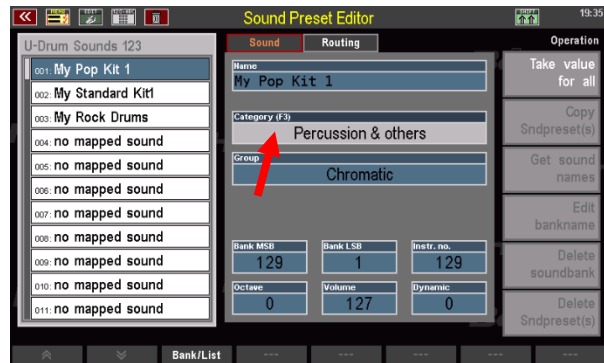 Sound Preset Editor
19:35
U-Drum Sounds 123
001: My Pop Kit 1
002: My Standard Kit1
003: My Rock Drums
004: no mapped sound
005: no mapped sound
006: no mapped sound
007: no mapped sound
008: no mapped sound
009: no mapped sound
010: no mapped sound
011: no mapped sound
Sound
Routing
Name
My Pop Kit 1
Category (F3)
Percussion & others
Group
Chromatic
Bank MSB
129
Bank LSB
1
Instr. no.
129
Octave
0
Volume
127
Dynamic
0
Operation
Take value
for all
Copy
Sndpreset(s)
Get sound
names
Edit
bankname
Delete
soundbank
Delete
Sndpreset(s)
Bank/List
---
---
---
---
---